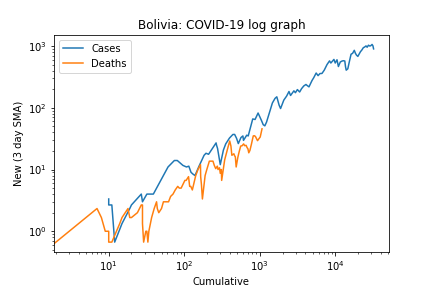 Bolivia: COVID-19 log graph
Cases
Deaths
New (3 day SMA)
10³
10²
10¹
10⁰
10¹ 10² 10³ 10⁴
Cumulative